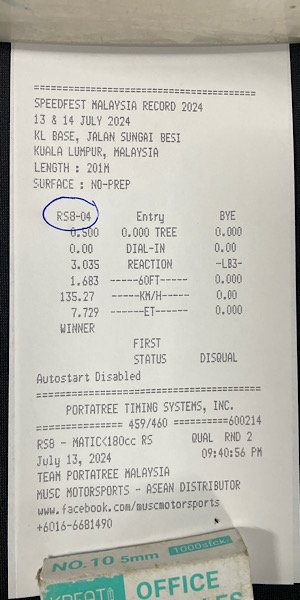 =============================================
SPEEDFEST MALAYSIA RECORD 2024
13 & 14 JULY 2024
KL BASE, JALAN SUNGAI BESI
KUALA LUMPUR, MALAYSIA
LENGTH : 201M
SURFACE : NO-PREP
RS8-04 Entry BYE
0.500 0.000 TREE 0.000
0.00 DIAL-IN 0.00
3.035 REACTION -LB3-
1.683 -----60FT----- 0.000
135.27 -----KM/H----- 0.00
7.729 ------ET------ 0.000
WINNER
FIRST
STATUS DISQUAL
Autostart Disabled
=============================================
PORTATREE TIMING SYSTEMS, INC.
================ 459/460 ==========600214
RS8 - MATIC<180cc RS QUAL RND 2
July 13, 2024 09:40:56 PM
TEAM PORTATREE MALAYSIA
MUSC MOTORSPORTS - ASEAN DISTRIBUTOR
www.facebook.com/muscmotorsports
+6016-6681490
NO.10 5mm 1000stck.
OFFICE